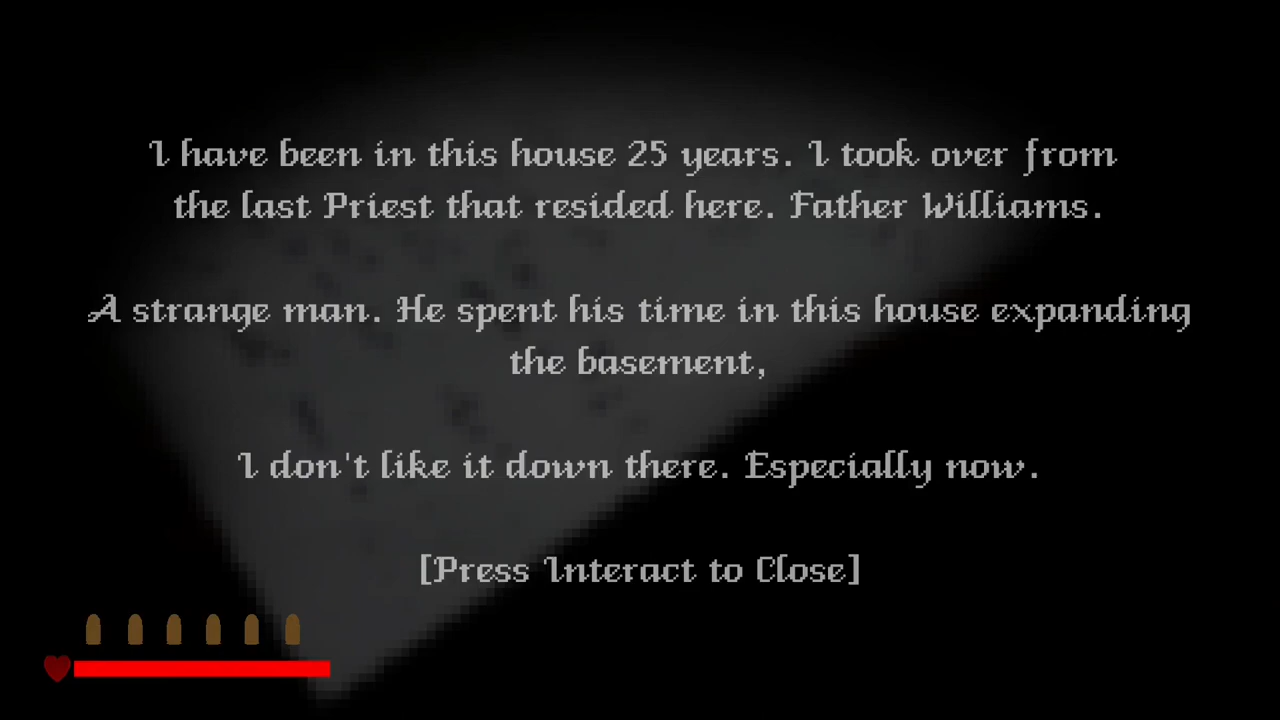 I have been in this house 25 years. I took over from
the last Priest that resided here. Father Williams.
A strange man. He spent his time in this house expanding
the basement,
I don't like it down there. Especially now.
[Press Interact to Close]